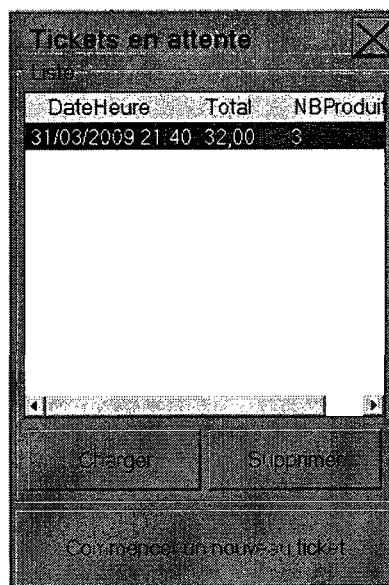 Tickets en attente
Liste
DateHeure Total NBProduit
31/03/2009 21:40 32,00 3
Charger Supprimer
Commencer un nouveau ticket